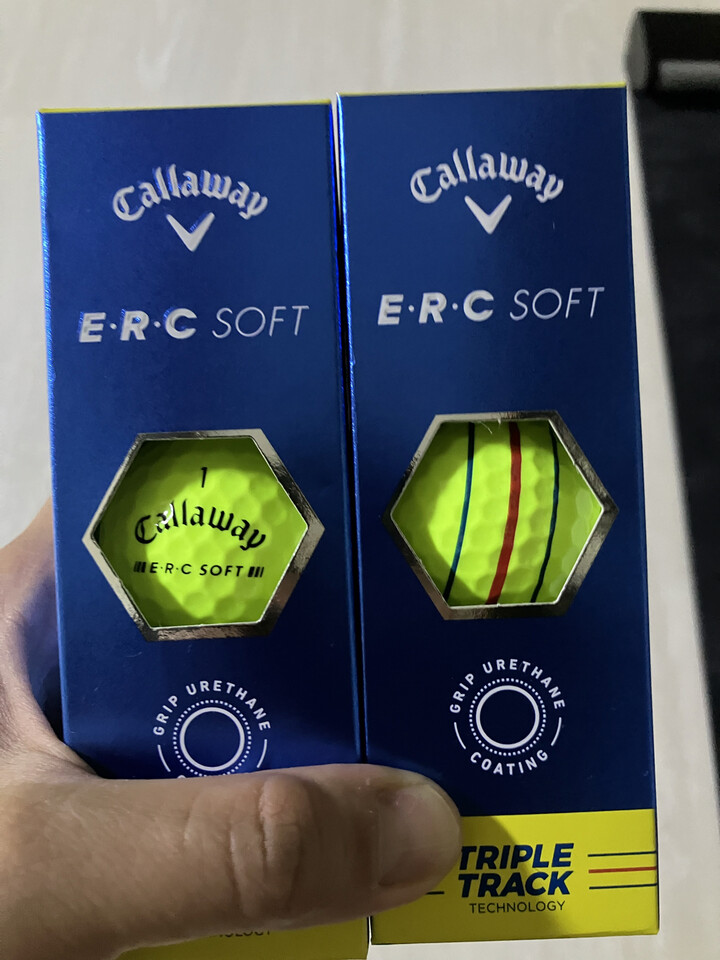 Callaway
E·R·C SOFT
1
Callaway
E·R·C SOFT
GRIP URETHANE
Callaway
E·R·C SOFT
GRIP URETHANE
COATING
TRIPLE
TRACK
TECHNOLOGY